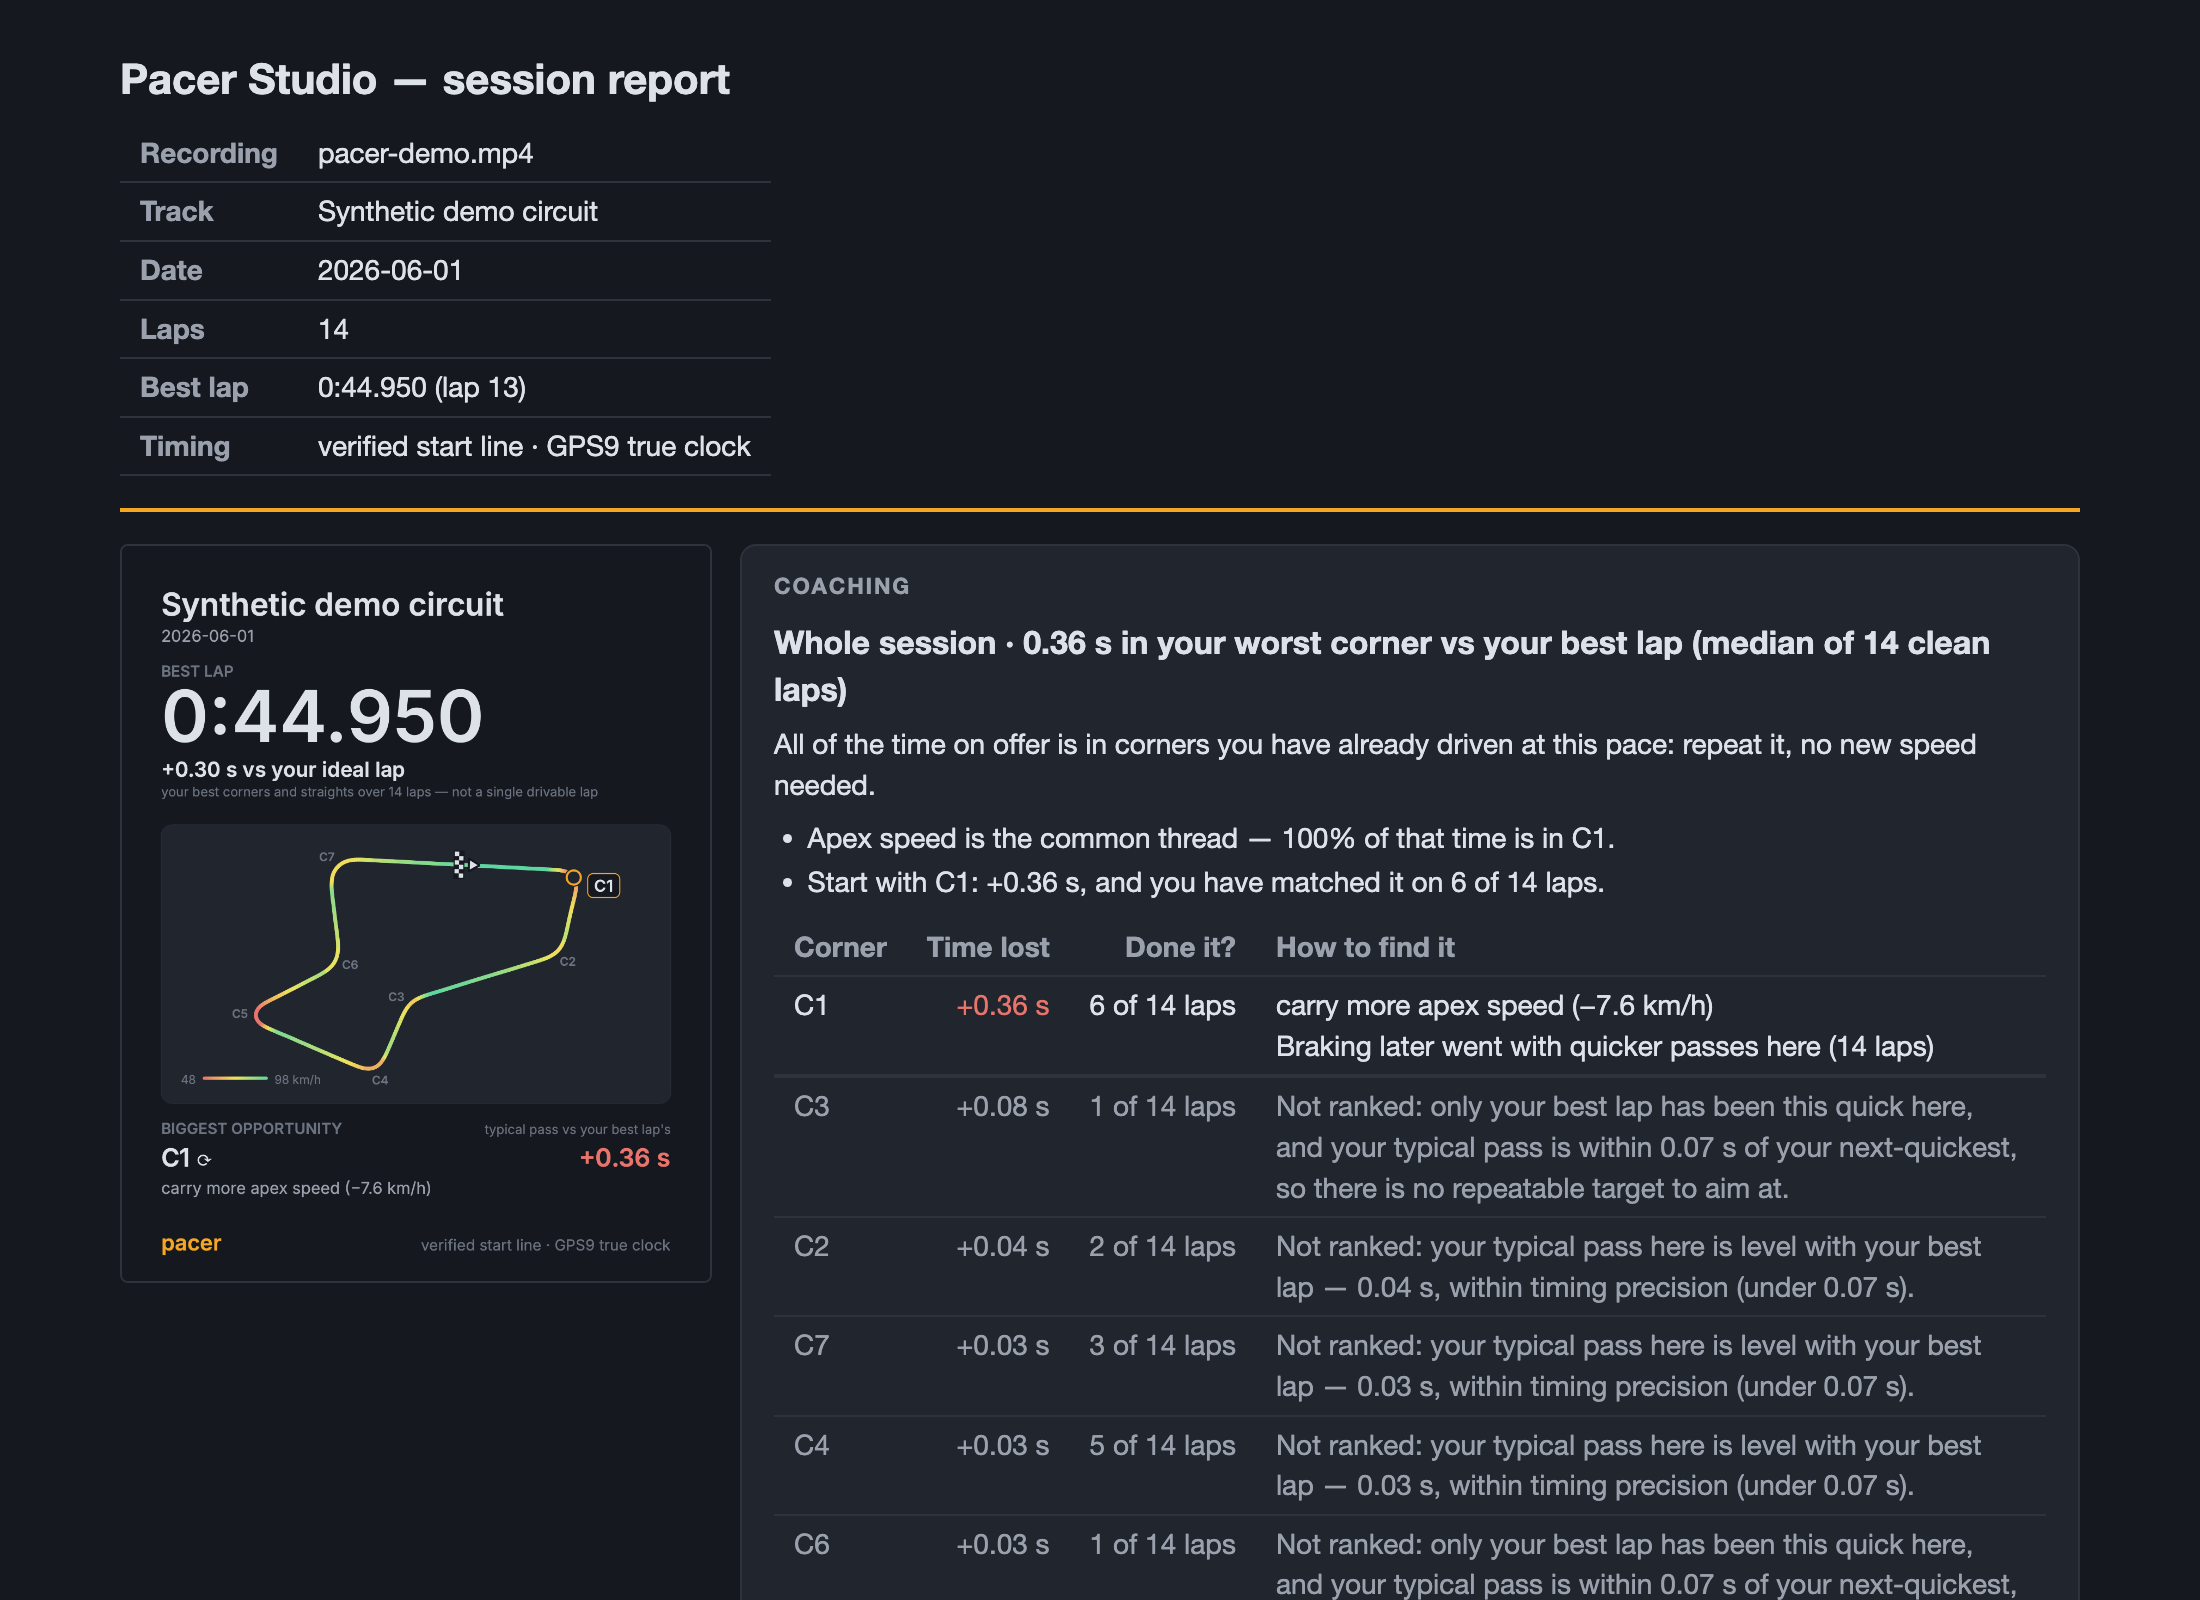 Pacer Studio — session report
Recording pacer-demo.mp4
Track Synthetic demo circuit
Date 2026-06-01
Laps 14
Best lap 0:44.950 (lap 13)
Timing verified start line · GPS9 true clock
Synthetic demo circuit
2026-06-01
BEST LAP
0:44.950
+0.30 s vs your ideal lap
your best corners and straights over 14 laps — not a single drivable lap
C7
C1
C6
C2
C3
C5
C4
48 98 km/h
BIGGEST OPPORTUNITY typical pass vs your best lap's
C1 ⟳ +0.36 s
carry more apex speed (−7.6 km/h)
pacer verified start line · GPS9 true clock
COACHING
Whole session · 0.36 s in your worst corner vs your best lap (median of 14 clean
laps)
All of the time on offer is in corners you have already driven at this pace: repeat it, no new speed
needed.
• Apex speed is the common thread — 100% of that time is in C1.
• Start with C1: +0.36 s, and you have matched it on 6 of 14 laps.
Corner Time lost Done it? How to find it
C1 +0.36 s 6 of 14 laps carry more apex speed (−7.6 km/h)
Braking later went with quicker passes here (14 laps)
C3 +0.08 s 1 of 14 laps Not ranked: only your best lap has been this quick here,
and your typical pass is within 0.07 s of your next-quickest,
so there is no repeatable target to aim at.
C2 +0.04 s 2 of 14 laps Not ranked: your typical pass here is level with your best
lap — 0.04 s, within timing precision (under 0.07 s).
C7 +0.03 s 3 of 14 laps Not ranked: your typical pass here is level with your best
lap — 0.03 s, within timing precision (under 0.07 s).
C4 +0.03 s 5 of 14 laps Not ranked: your typical pass here is level with your best
lap — 0.03 s, within timing precision (under 0.07 s).
C6 +0.03 s 1 of 14 laps Not ranked: only your best lap has been this quick here,
and your typical pass is within 0.07 s of your next-quickest,